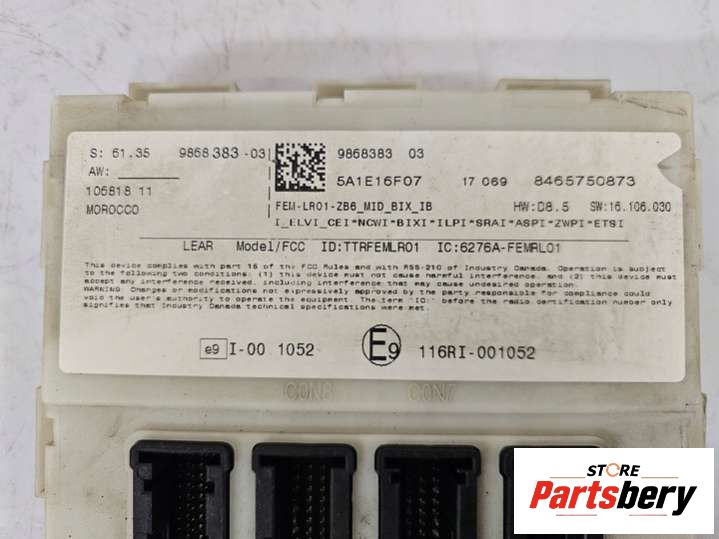 S: 61.35 9868383-03
AW:
105818 11
MOROCCO
9868383 03
5A1E16F07 17 069 8465750873
FEM-LR01-ZB6_MID_BIX_IB HW:08.5 SW:16.106.030
I_ELVI_CEI*NCWI*BIXI*ILPI*SRAI*ASPI*ZWPI*ETSI
LEAR Model/FCC ID:TTRFEMLR01 IC:6276A-FEMRL01
This device complies with part 15 of the FCC Rules and with RSS-210 of Industry Canada. Operation is subject
to the following two conditions: (1) this device must not cause harmful interference, and (2) this device must
accept any interference received, including interference that may cause undesired operation.
WARNING: Changes or modifications not expressively approved by the party responsible for compliance could
void the user's authority to operate the equipment. The term "IC:" before the radio certification number only
signifies that Industry Canada technical specifications were met.
e9 I-00 1052 E9 116RI-001052
CON8 CON7
STORE
Partsbery